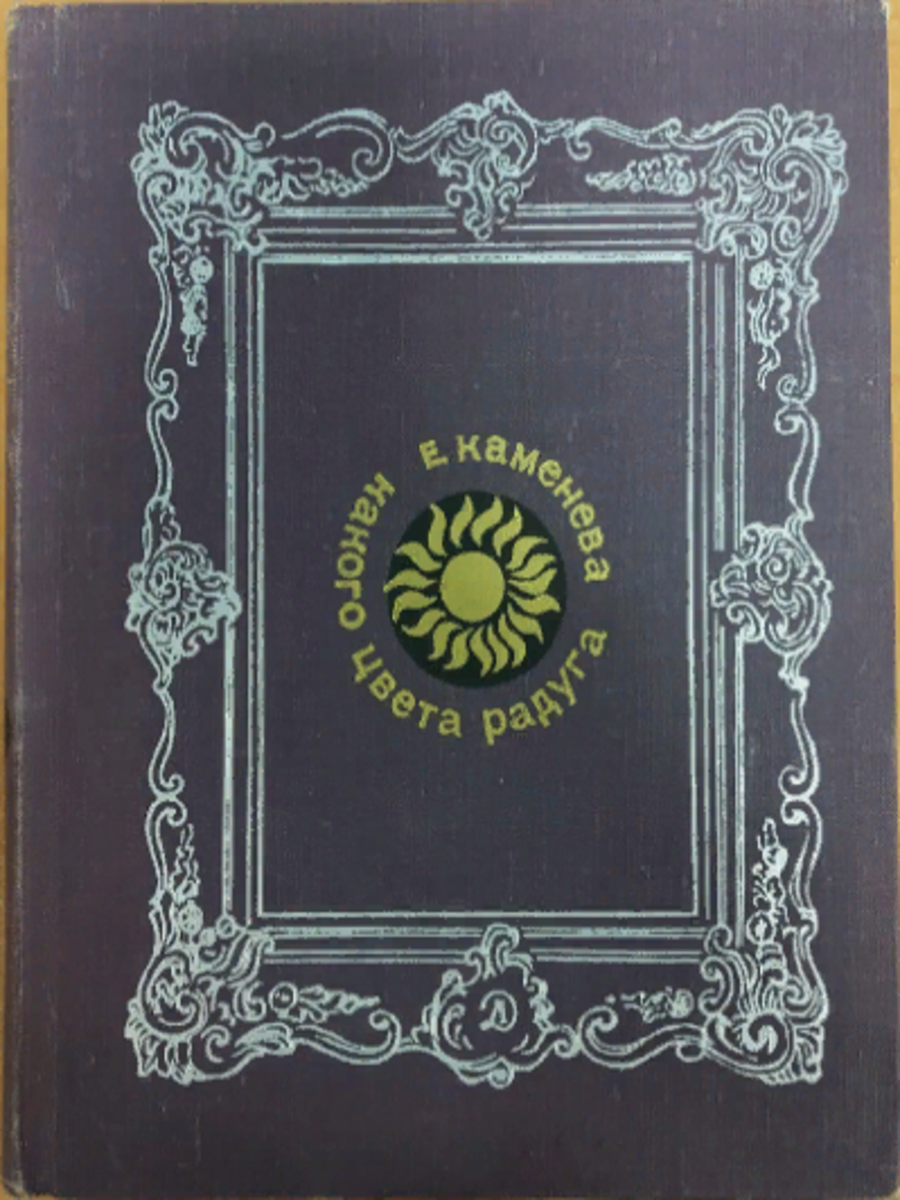 Е Каменева
какого цвета радуга
Д